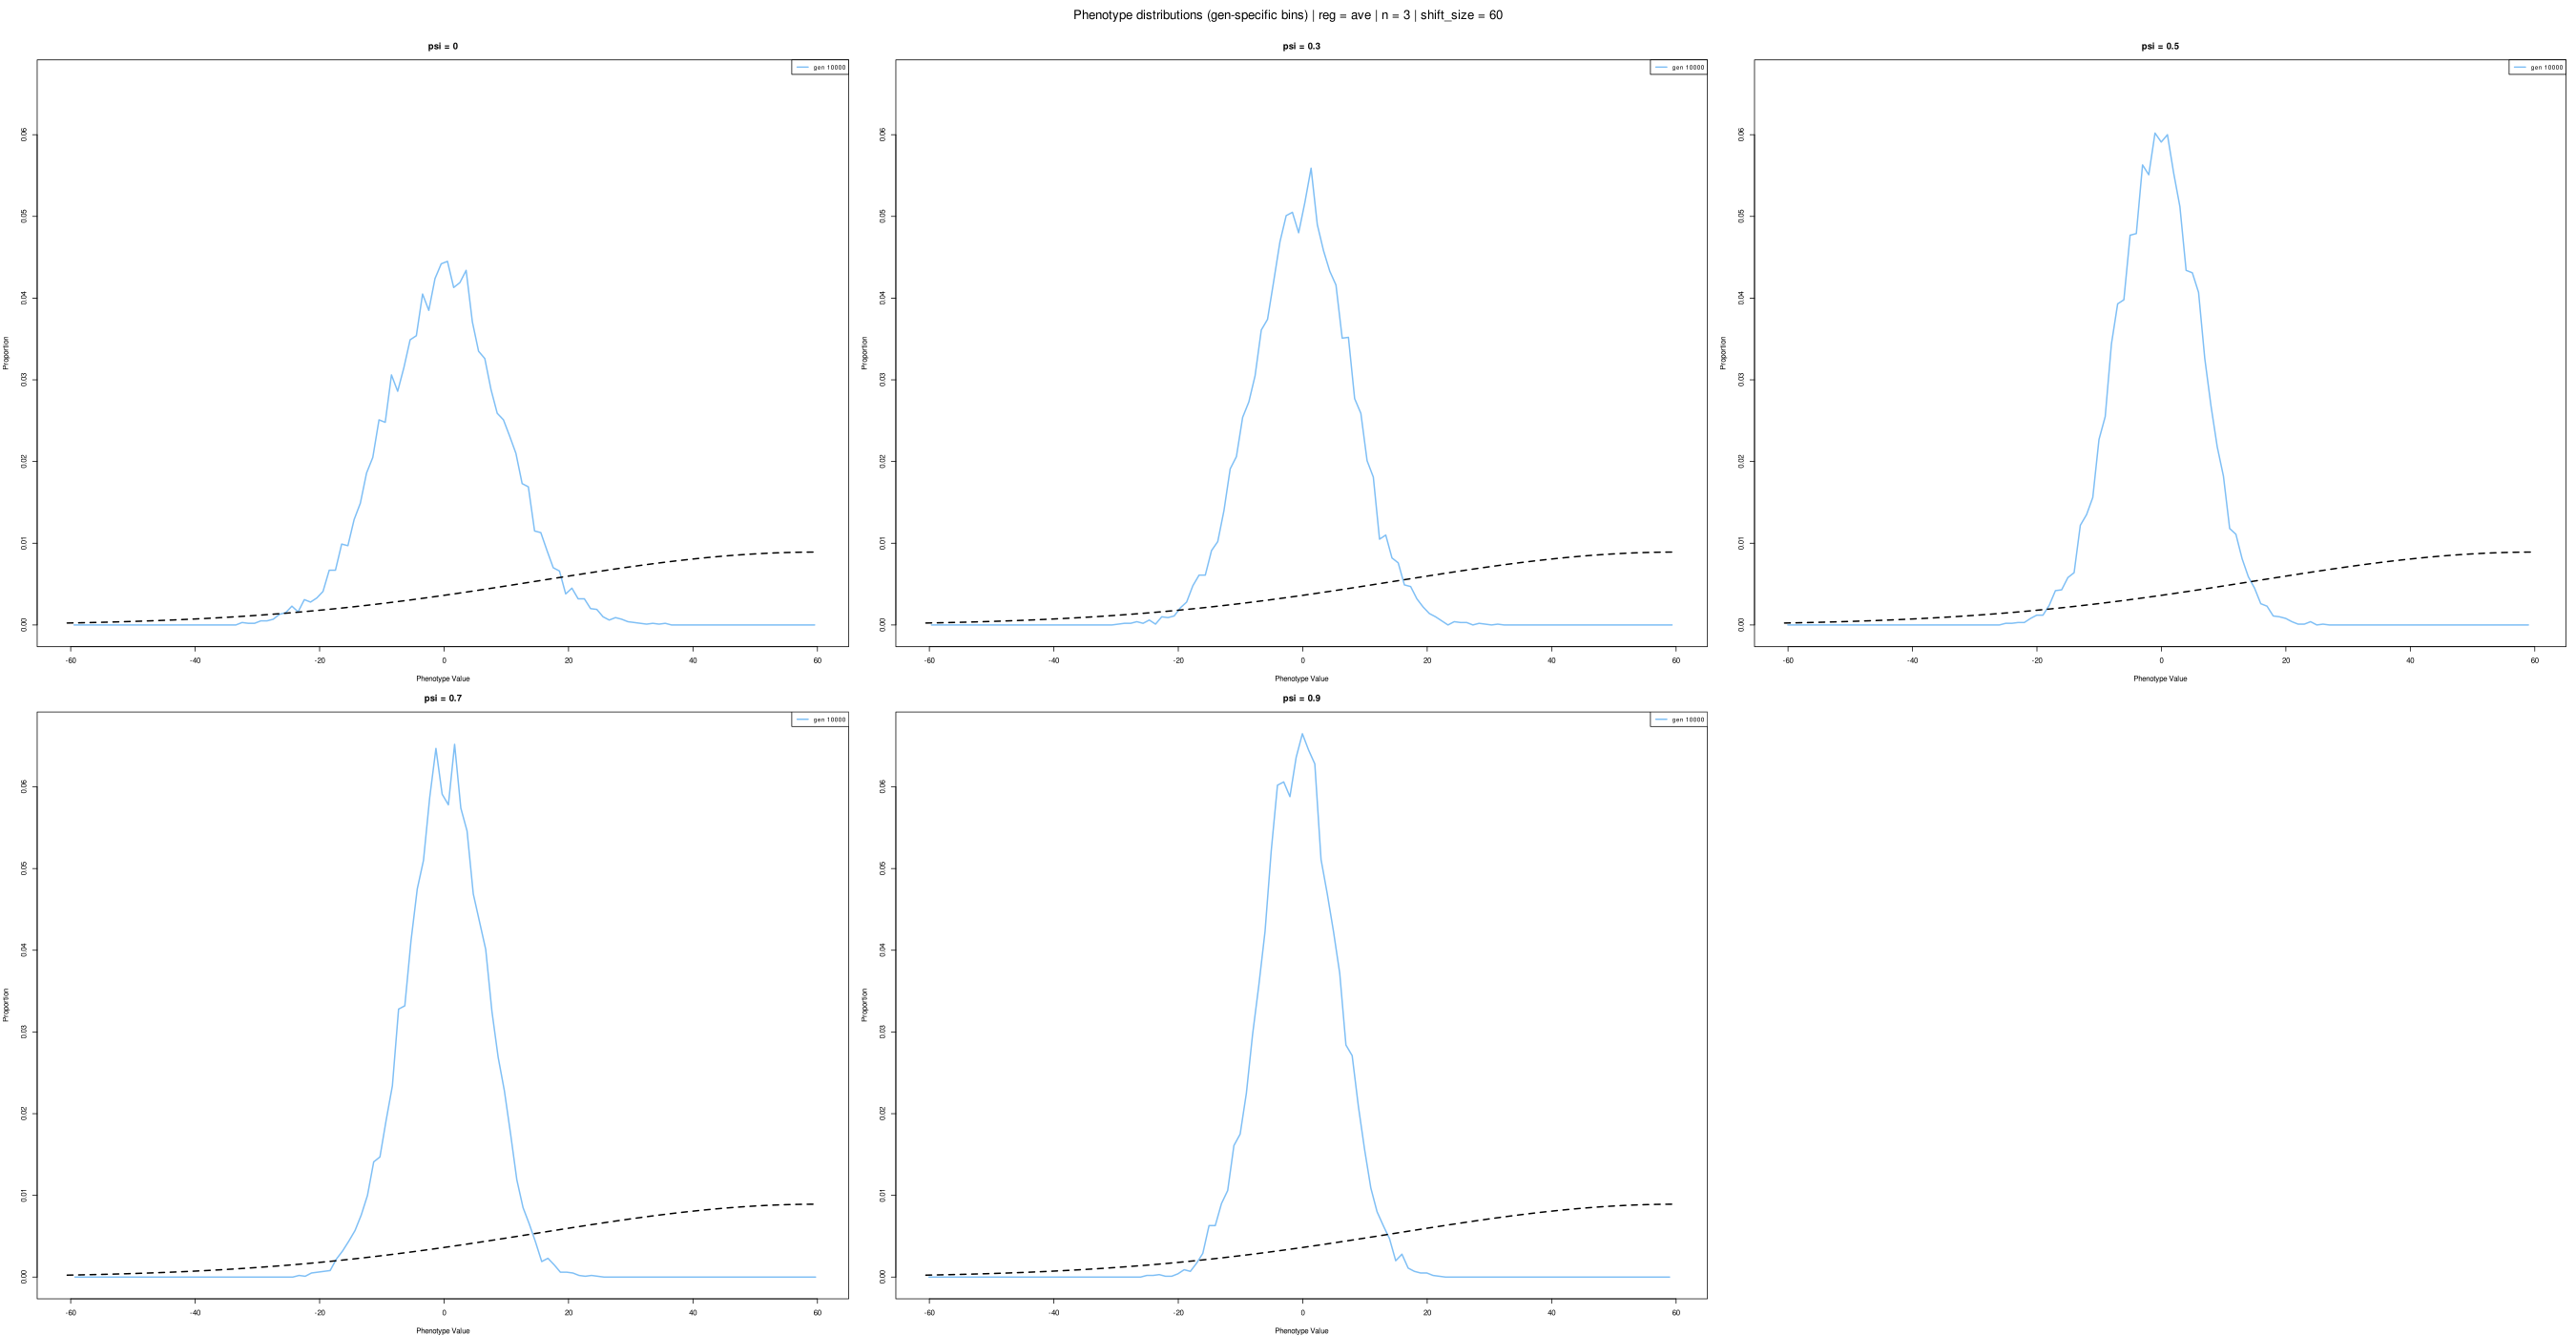 Phenotype distributions (gen-specific bins) | reg = ave | n = 3 | shift_size = 60
psi = 0
gen 10000
0.06
0.05
0.04
0.03
0.02
0.01
0.00
Proportion
-60 -40 -20 0 20 40 60
Phenotype Value
psi = 0.3
gen 10000
0.06
0.05
0.04
0.03
0.02
0.01
0.00
Proportion
-60 -40 -20 0 20 40 60
Phenotype Value
psi = 0.5
gen 10000
0.06
0.05
0.04
0.03
0.02
0.01
0.00
Proportion
-60 -40 -20 0 20 40 60
Phenotype Value
psi = 0.7
gen 10000
0.06
0.05
0.04
0.03
0.02
0.01
0.00
Proportion
-60 -40 -20 0 20 40 60
Phenotype Value
psi = 0.9
gen 10000
0.06
0.05
0.04
0.03
0.02
0.01
0.00
Proportion
-60 -40 -20 0 20 40 60
Phenotype Value